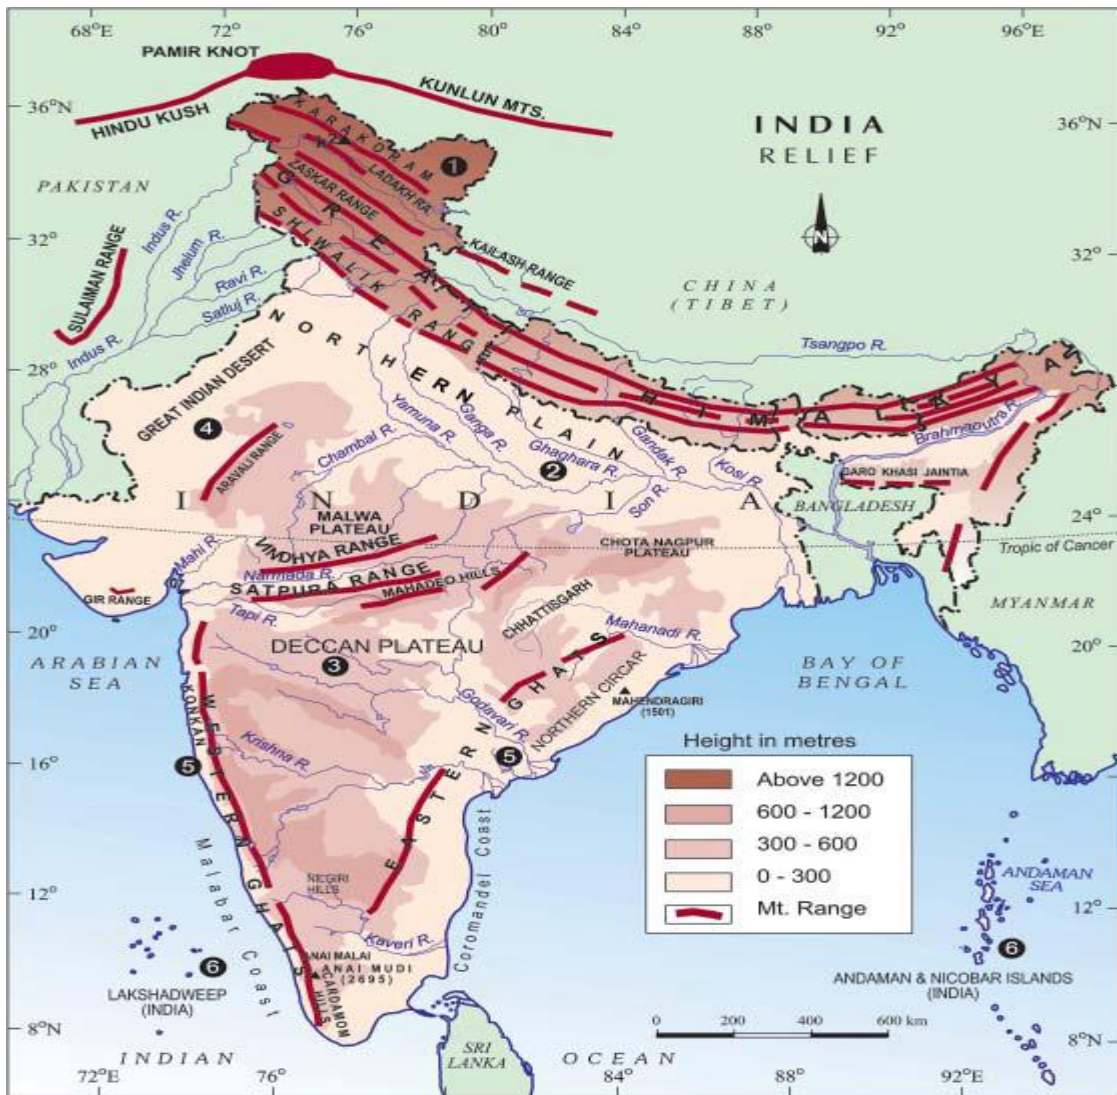 68°E
72°
76°
80°
84°
88°
92°
96°E
PAMIR KNOT
KUNLUN MTS.
HINDU KUSH
36°N
36°N
INDIA
RELIEF
KARAKORAM
K2
1
LADAKH RA.
ZASKAR RANGE
PAKISTAN
GREAT HIMALAYA
SHIWALIK RANGE
KAILASH RANGE
N
CHINA
(TIBET)
32°
32°
Indus R.
Jhelum R.
Ravi R.
Satluj R.
SULAIMAN RANGE
Indus R.
Tsangpo R.
28°
28°
NORTHERN PLAIN
GREAT INDIAN DESERT
4
ARAVALI RANGE
Chambal R.
Yamuna R.
Ganga R.
Ghaghara R.
2
Gandak R.
Kosi R.
Son R.
Brahmaputra R.
GARO KHASI JAINTIA
BANGLADESH
INDIA
24°
24°
Tropic of Cancer
MALWA
PLATEAU
CHOTA NAGPUR
PLATEAU
VINDHYA RANGE
Mahi R.
Narmada R.
SATPURA RANGE
MAHADEO HILLS
GIR RANGE
Tapi R.
CHHATTISGARH
Mahanadi R.
MYANMAR
20°
20°
DECCAN PLATEAU
3
ARABIAN
SEA
BAY OF
BENGAL
Godavari R.
EASTERN GHATS
NORTHERN CIRCAR
MAHENDRAGIRI
(1501)
WESTERN GHATS
KONKAN
5
5
16°
16°
Krishna R.
Height in metres
Above 1200
600 - 1200
300 - 600
0 - 300
Mt. Range
Malabar Coast
Coromandel Coast
NILGIRI
HILLS
12°
12°
ANDAMAN
SEA
Kaveri R.
ANAI MALAI
ANAI MUDI
(2695)
CARDAMOM
HILLS
6
LAKSHADWEEP
(INDIA)
6
ANDAMAN & NICOBAR ISLANDS
(INDIA)
0 200 400 600 km
8°N
8°N
INDIAN OCEAN
SRI
LANKA
72°E
76°
80°
84°
88°
92°E